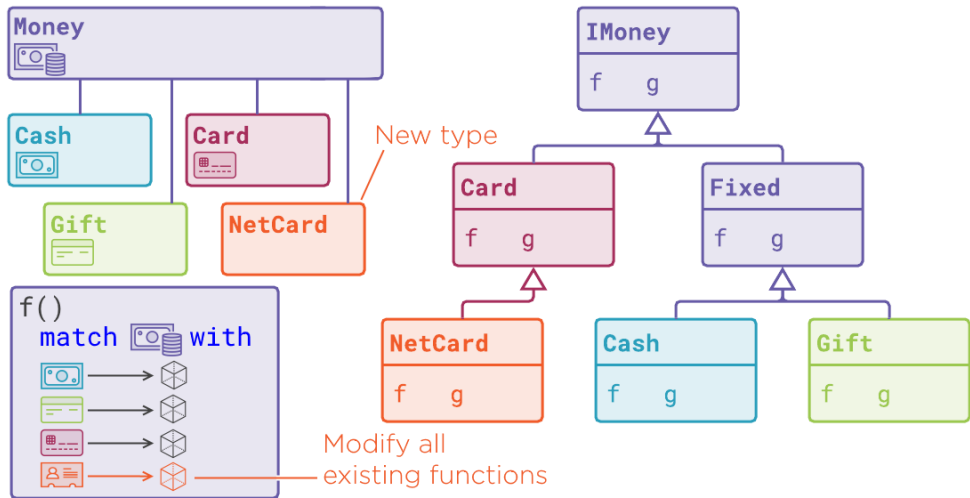 Money
Cash
Card
New type
Gift
NetCard
f()
match with
Modify all
existing functions
IMoney
f g
Card
f g
Fixed
f g
NetCard
f g
Cash
f g
Gift
f g